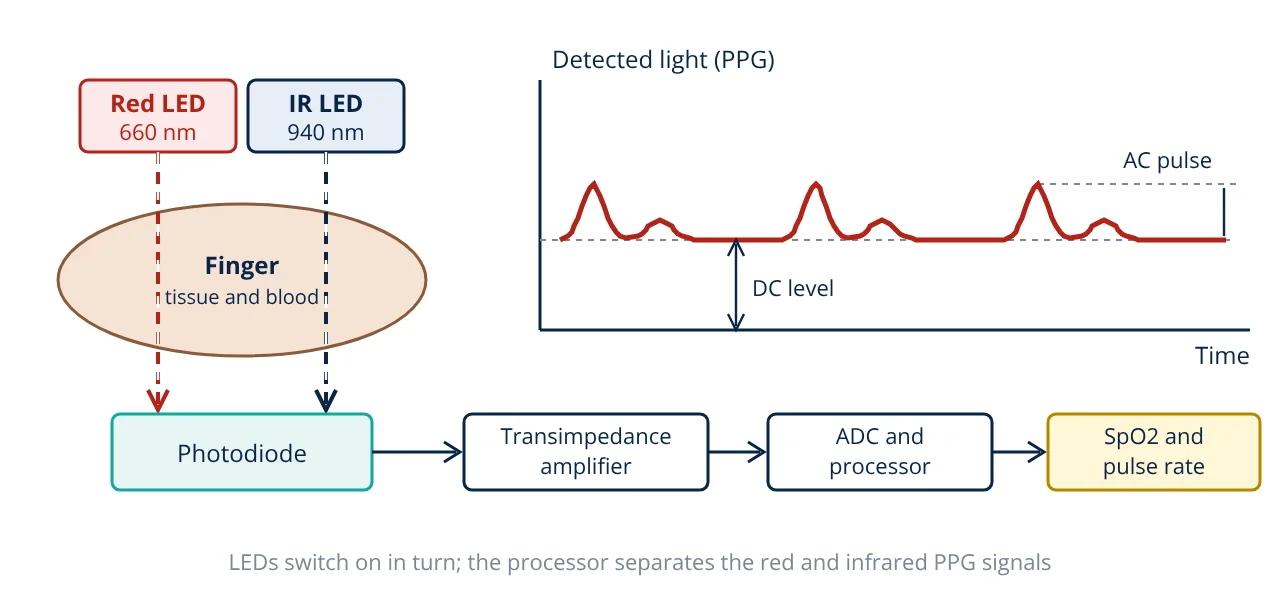 Detected light (PPG)
Red LED
660 nm
IR LED
940 nm
AC pulse
Finger
tissue and blood
DC level
Time
Photodiode
Transimpedance
amplifier
ADC and
processor
SpO2 and
pulse rate
LEDs switch on in turn; the processor separates the red and infrared PPG signals